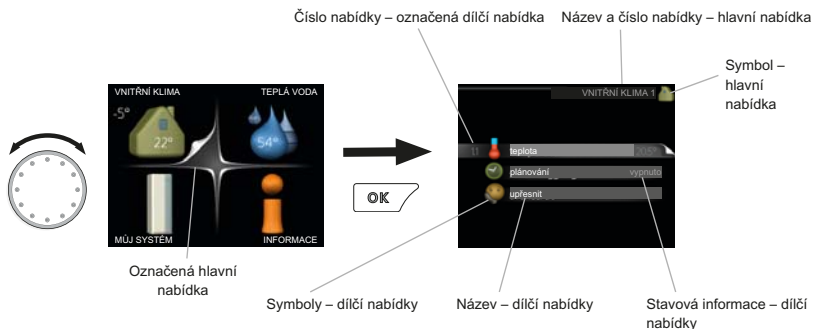 Číslo nabídky – označená dílčí nabídka
Název a číslo nabídky – hlavní nabídka
Symbol –
hlavní
nabídka
VNITŘNÍ KLIMA
TEPLÁ VODA
-5°
22°
54°
MŮJ SYSTÉM
INFORMACE
OK
VNITŘNÍ KLIMA 1
teplota
plánování
vypnuto
upřesnit
Označená hlavní
nabídka
Symboly – dílčí nabídky
Název – dílčí nabídky
Stavová informace – dílčí
nabídky